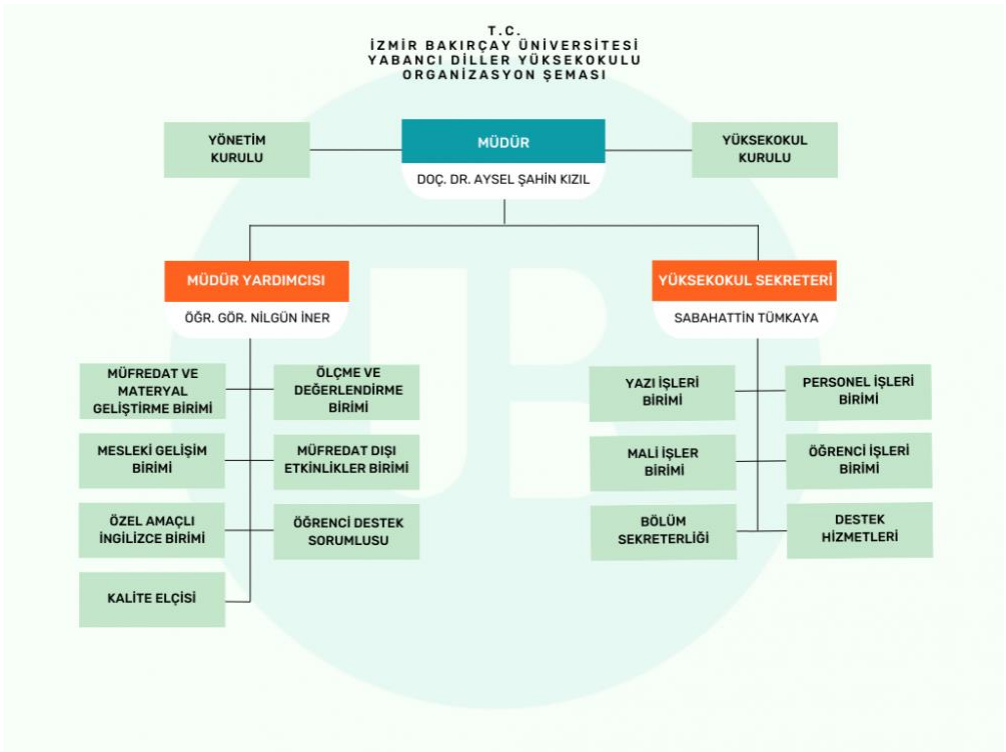 T.C.
İZMİR BAKIRÇAY ÜNİVERSİTESİ
YABANCI DİLLER YÜKSEKOKULU
ORGANİZASYON ŞEMASI
YÖNETİM
KURULU
MÜDÜR
DOÇ. DR. AYSEL ŞAHİN KIZIL
YÜKSEKOKUL
KURULU
MÜDÜR YARDIMCISI
ÖĞR. GÖR. NİLGÜN İNER
YÜKSEKOKUL SEKRETERİ
SABAHATTİN TÜMKAYA
MÜFREDAT VE
MATERYAL
GELİŞTİRME BİRİMİ
ÖLÇME VE
DEĞERLENDİRME
BİRİMİ
MESLEKİ GELİŞİM
BİRİMİ
MÜFREDAT DIŞI
ETKİNLİKLER BİRİMİ
ÖZEL AMAÇLI
İNGİLİZCE BİRİMİ
ÖĞRENCİ DESTEK
SORUMLUSU
KALİTE ELÇİSİ
YAZI İŞLERİ
BİRİMİ
PERSONEL İŞLERİ
BİRİMİ
MALİ İŞLER
BİRİMİ
ÖĞRENCİ İŞLERİ
BİRİMİ
BÖLÜM
SEKRETERLİĞİ
DESTEK
HİZMETLERİ